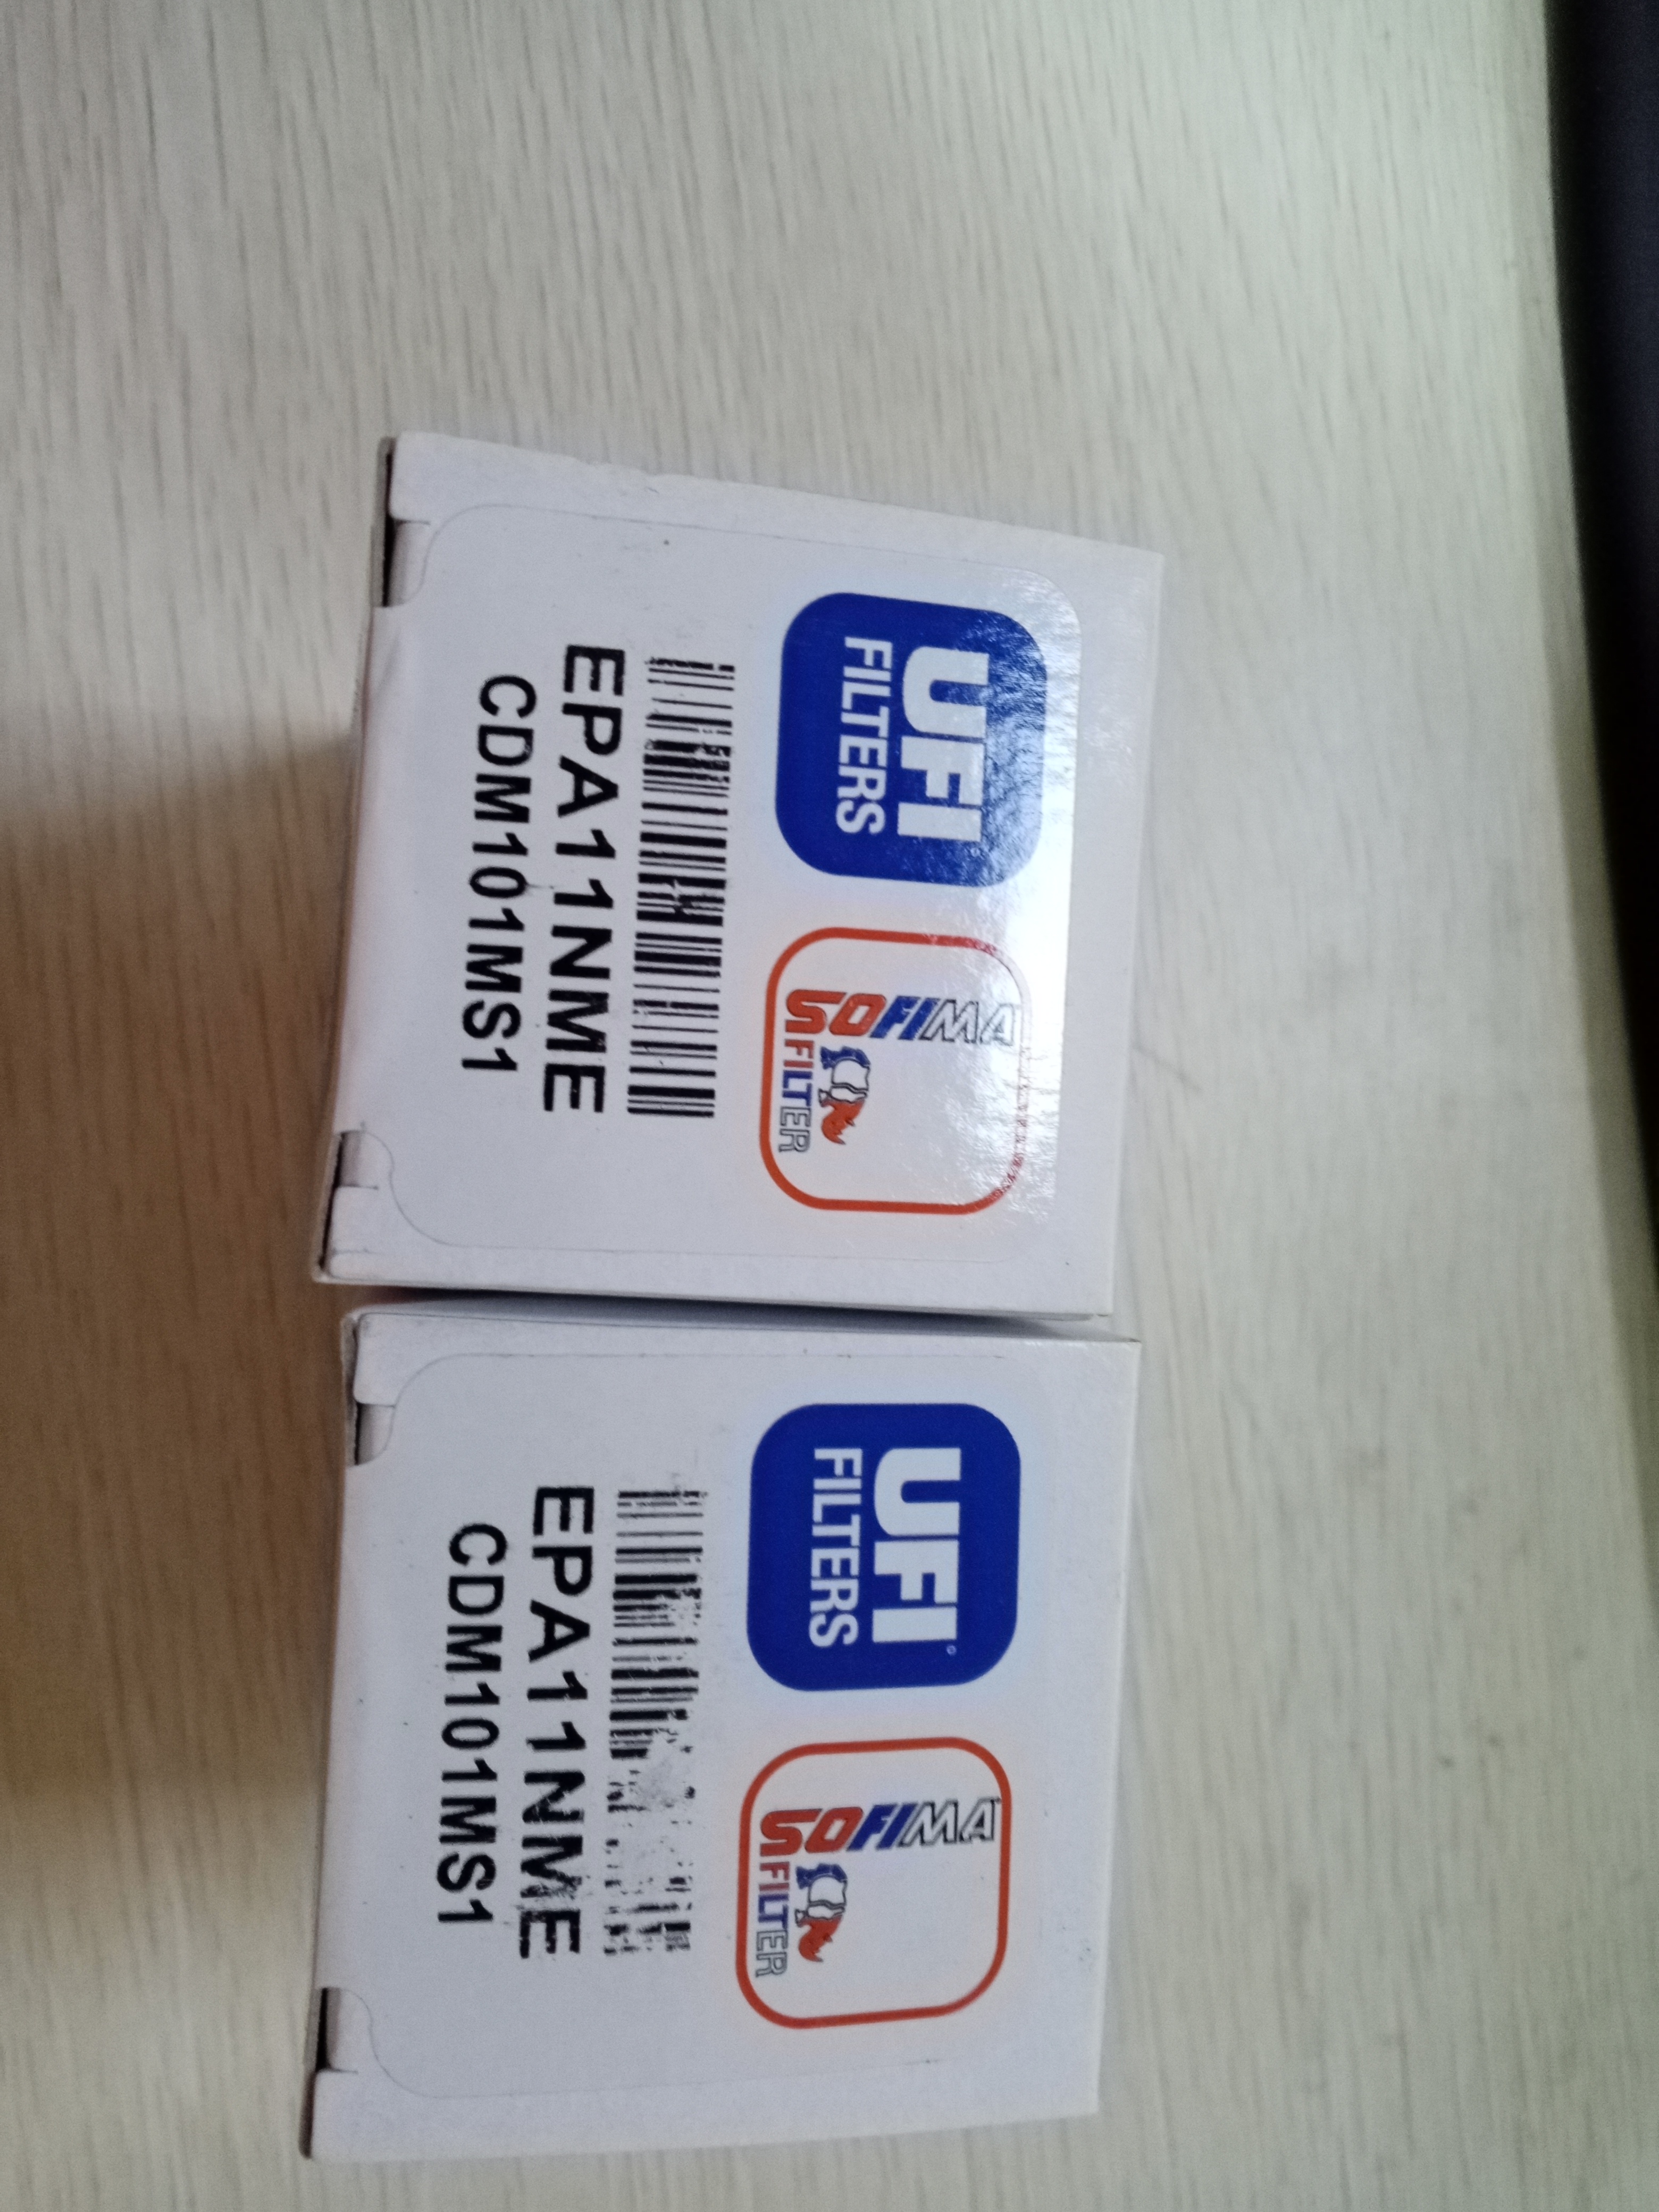 UFI
FILTERS
SOFIMA
FILTER
EPA11NME
CDM101MS1
UFI
FILTERS
SOFIMA
FILTER
EPA11NME
CDM101MS1